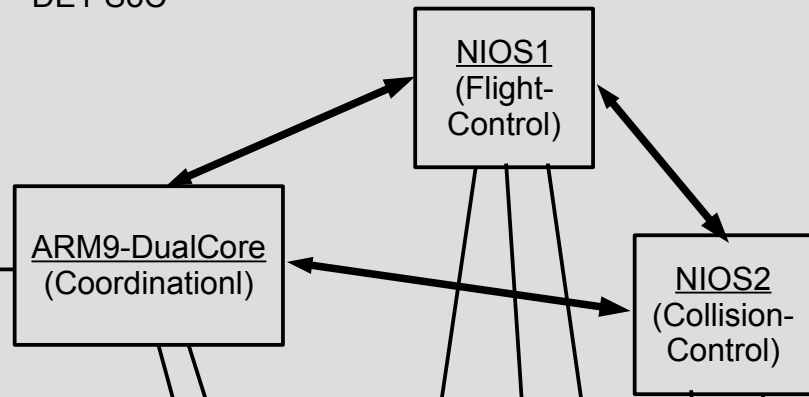 NIOS1
(Flight-
Control)
ARM9-DualCore
(Coordinationl)
NIOS2
(Collision-
Control)